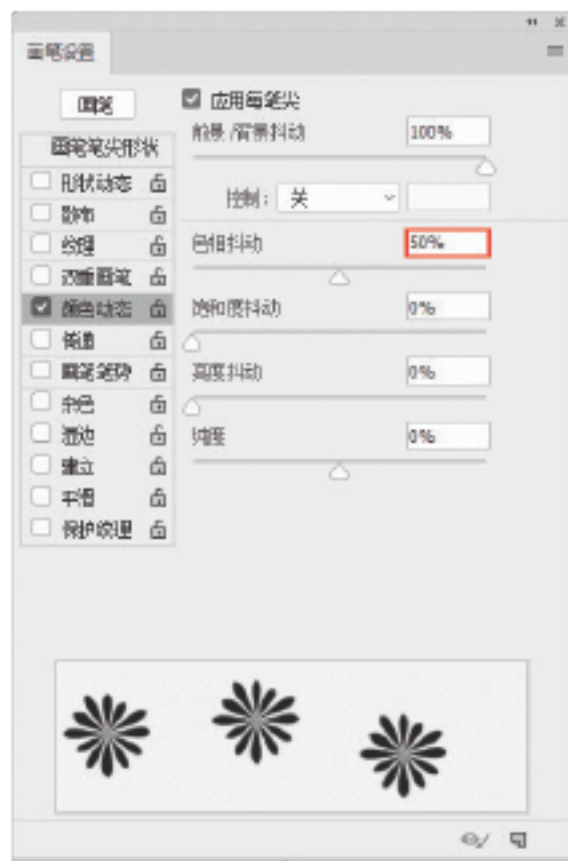 画笔设置
画笔
应用每笔尖
画笔笔尖形状
前景/背景抖动 100%
形状动态
控制： 关
散布
纹理
色相抖动 50%
双重画笔
颜色动态
饱和度抖动 0%
传递
画笔笔势
亮度抖动 0%
杂色
湿边
纯度 0%
建立
平滑
保护纹理